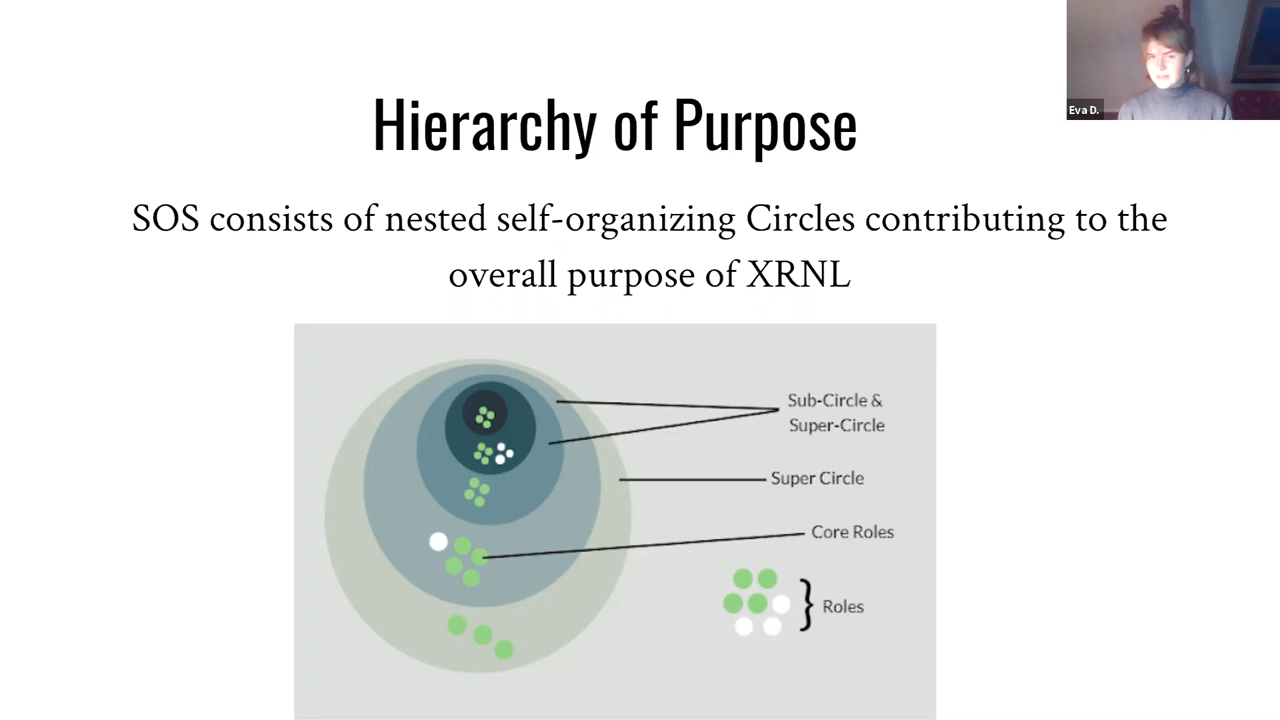 Eva D.
Hierarchy of Purpose
SOS consists of nested self-organizing Circles contributing to the
overall purpose of XRNL
Sub-Circle &
Super-Circle
Super Circle
Core Roles
} Roles